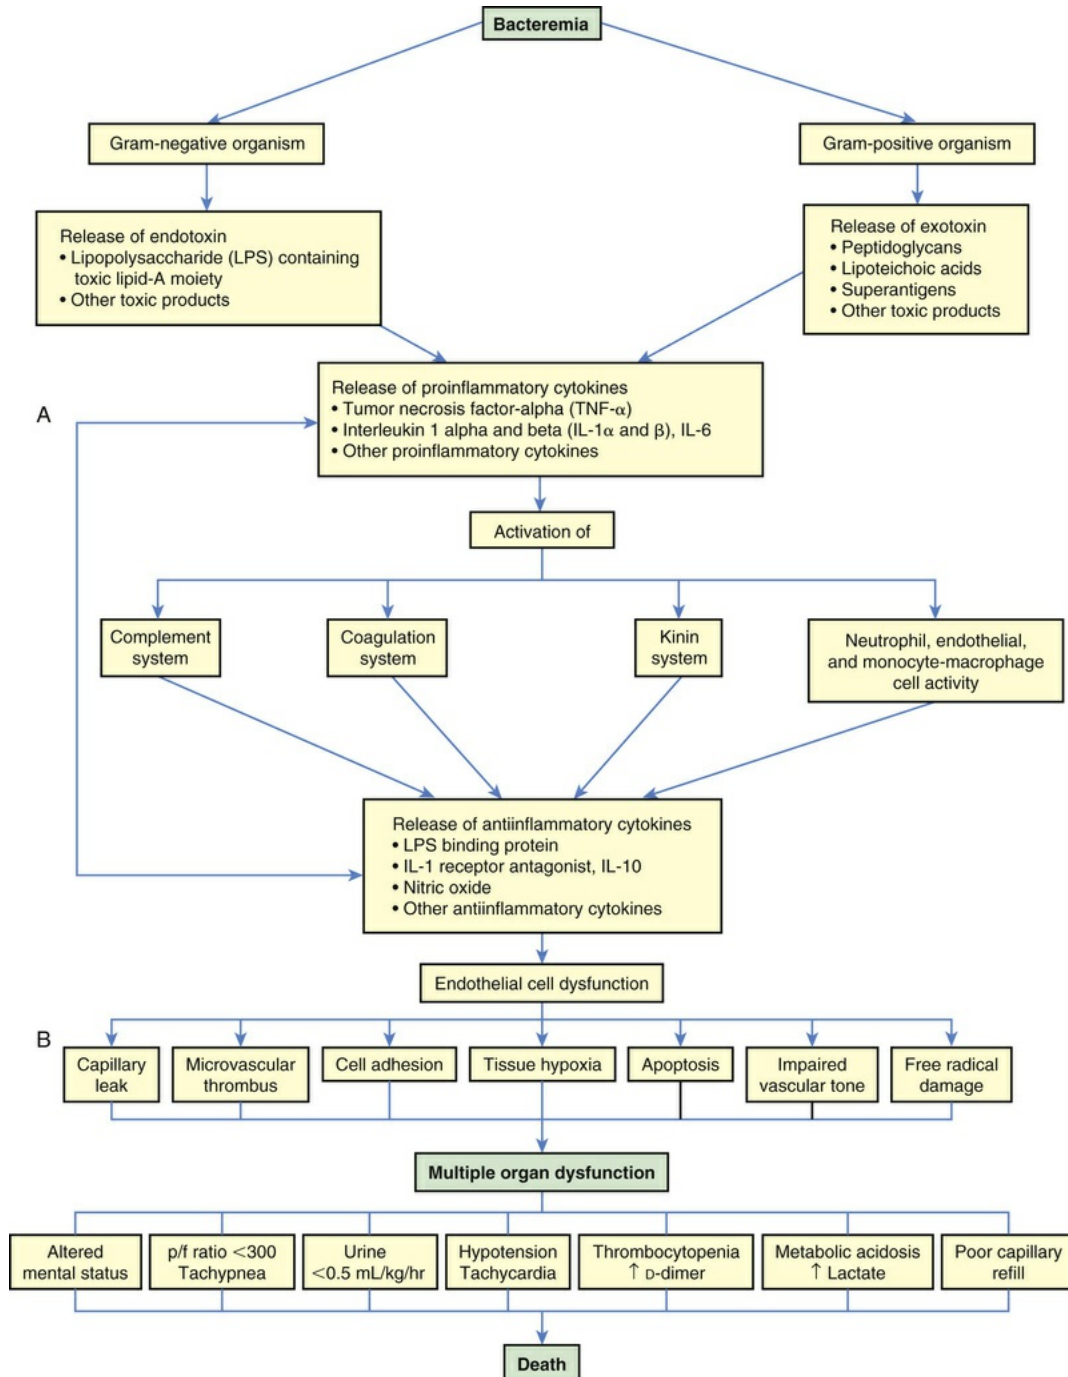 Bacteremia
Gram-negative organism
Gram-positive organism
Release of endotoxin
• Lipopolysaccharide (LPS) containing
toxic lipid-A moiety
• Other toxic products
Release of exotoxin
• Peptidoglycans
• Lipoteichoic acids
• Superantigens
• Other toxic products
A
Release of proinflammatory cytokines
• Tumor necrosis factor-alpha (TNF-α)
• Interleukin 1 alpha and beta (IL-1α and β), IL-6
• Other proinflammatory cytokines
Activation of
Complement
system
Coagulation
system
Kinin
system
Neutrophil, endothelial,
and monocyte-macrophage
cell activity
Release of antiinflammatory cytokines
• LPS binding protein
• IL-1 receptor antagonist, IL-10
• Nitric oxide
• Other antiinflammatory cytokines
Endothelial cell dysfunction
B
Capillary
leak
Microvascular
thrombus
Cell adhesion
Tissue hypoxia
Apoptosis
Impaired
vascular tone
Free radical
damage
Multiple organ dysfunction
Altered
mental status
p/f ratio <300
Tachypnea
Urine
<0.5 mL/kg/hr
Hypotension
Tachycardia
Thrombocytopenia
↑ D-dimer
Metabolic acidosis
↑ Lactate
Poor capillary
refill
Death